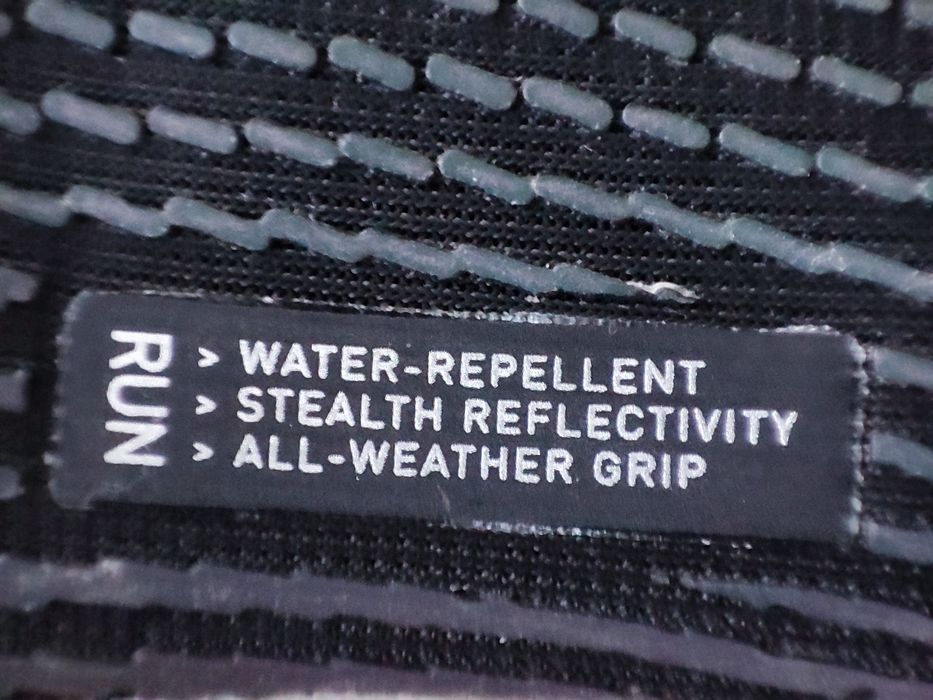 RUN
> WATER-REPELLENT
> STEALTH REFLECTIVITY
> ALL-WEATHER GRIP